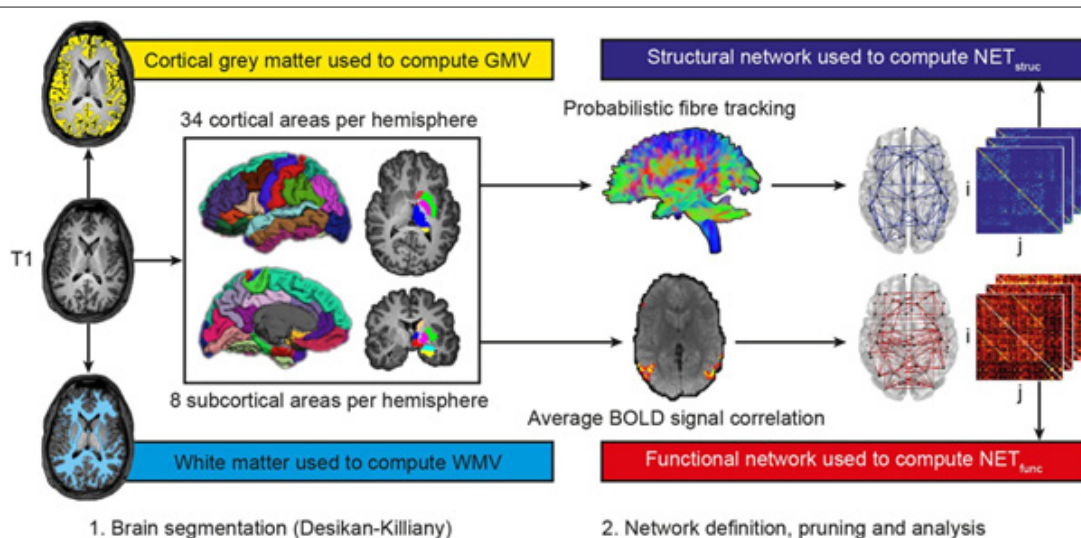 Cortical grey matter used to compute GMV
Structural network used to compute NETstruc
34 cortical areas per hemisphere
Probabilistic fibre tracking
T1
i
j
8 subcortical areas per hemisphere
Average BOLD signal correlation
i
j
White matter used to compute WMV
Functional network used to compute NETfunc
1. Brain segmentation (Desikan-Killiany)
2. Network definition, pruning and analysis